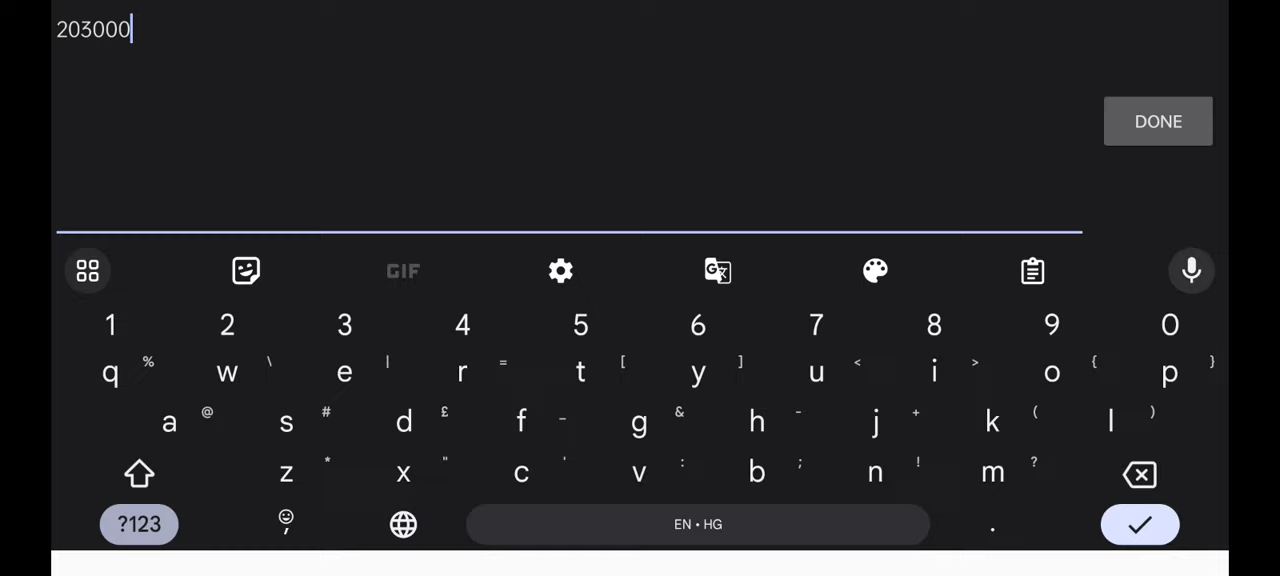 203000
DONE
GIF
1 2 3 4 5 6 7 8 9 0
q % w \ e | r = t [ y ] u < i > o { p }
a @ s # d £ f _ g & h - j + k ( l )
z * x " c ' v : b ; n ! m ?
?123 , EN • HG .